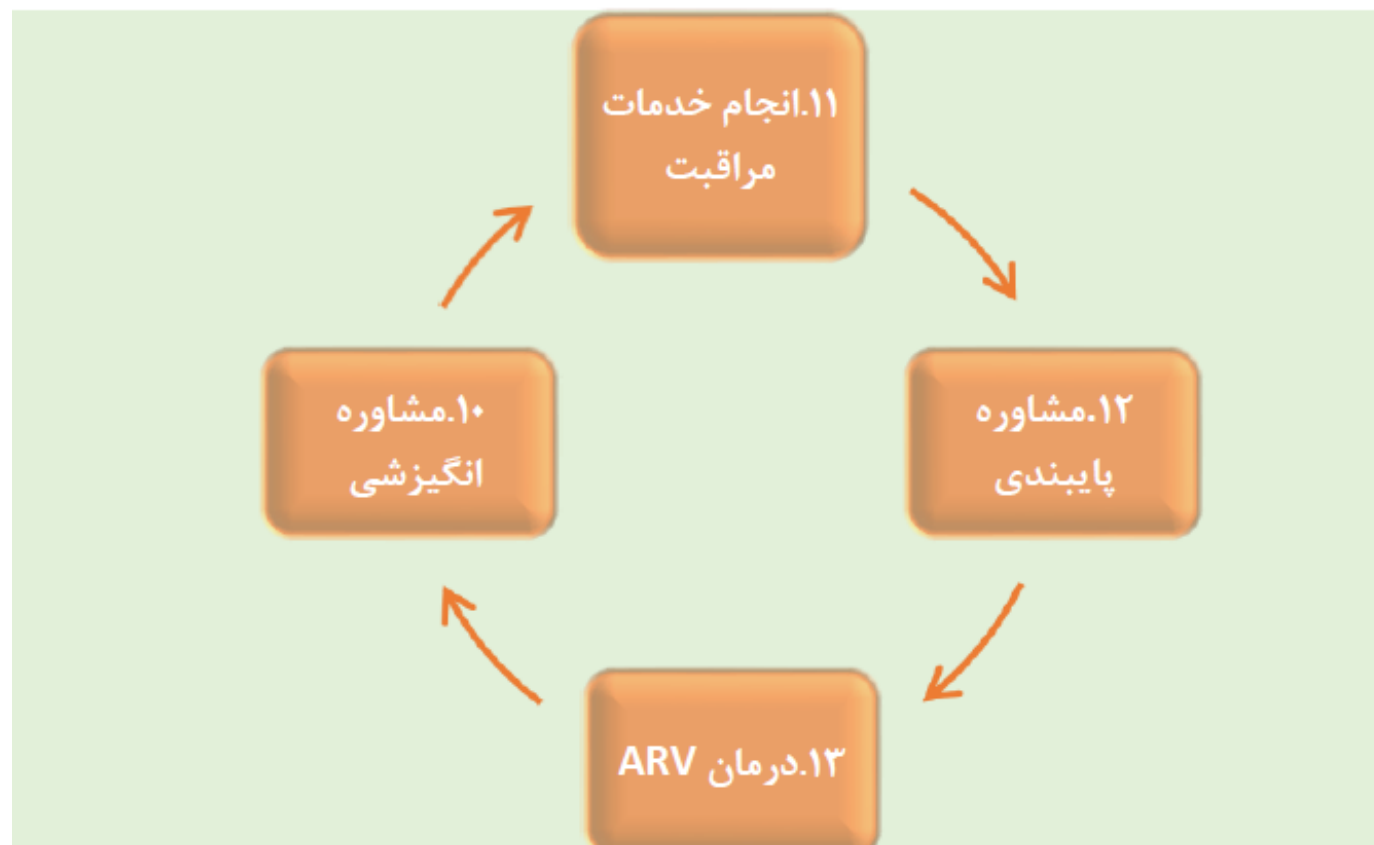 ۱۱.انجام خدمات
مراقبت
۱۰.مشاوره
انگیزشی
۱۲.مشاوره
پایبندی
۱۳.درمان ARV